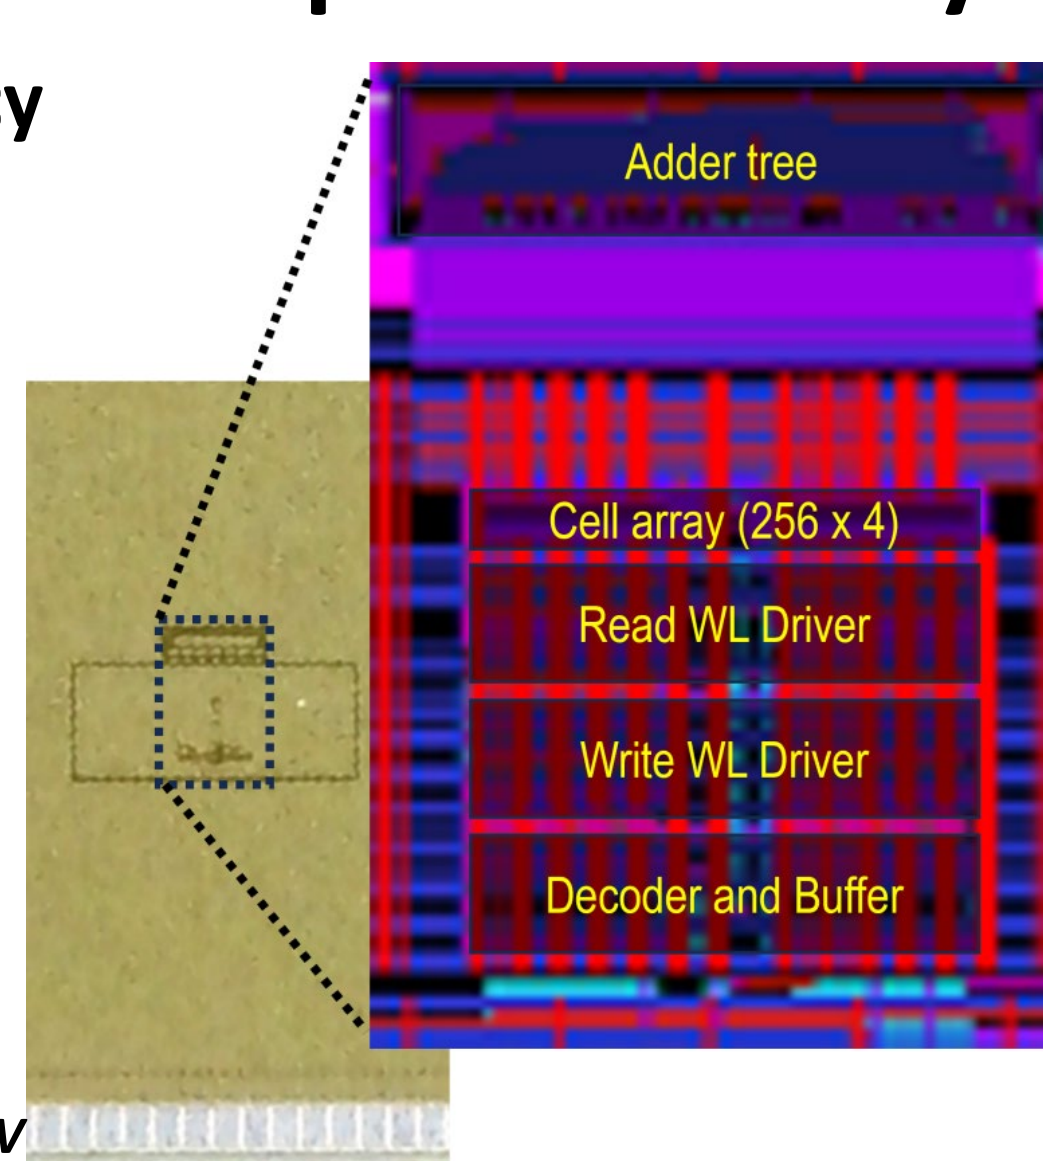 y
Adder tree
Cell array (256 x 4)
Read WL Driver
Write WL Driver
Decoder and Buffer
v